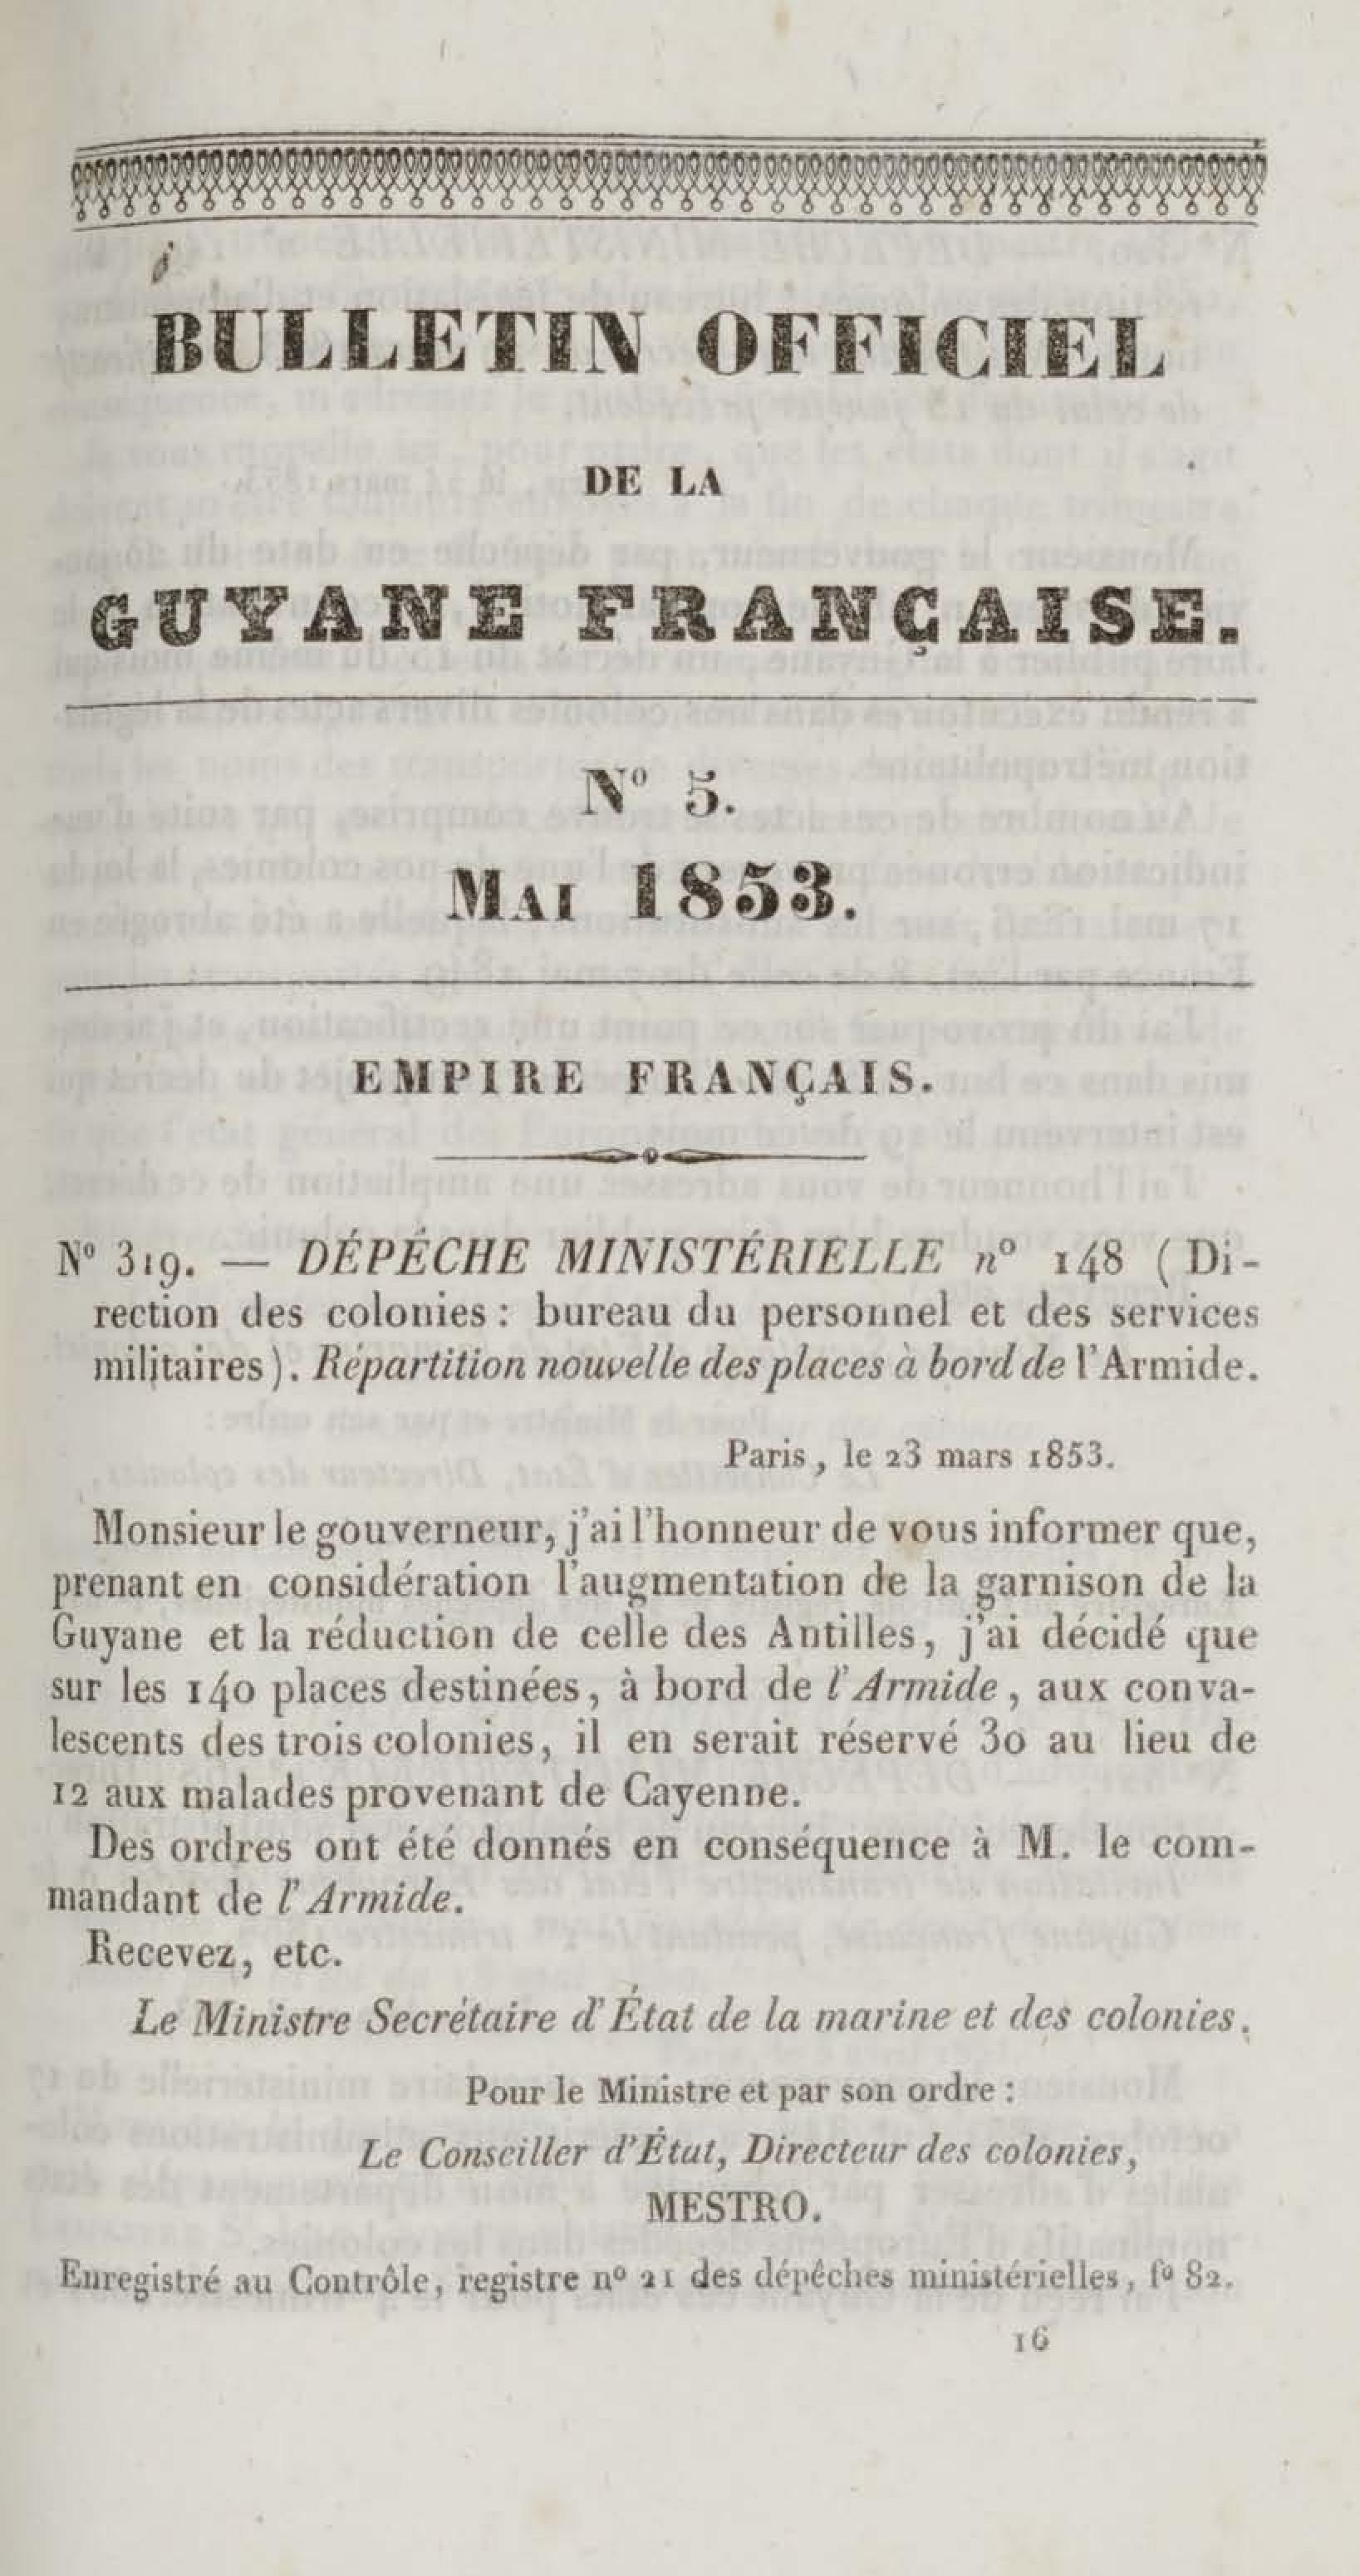 BULLETIN OFFICIEL
DE LA
GUYANE FRANÇAISE.
N° 5.
MAI 1853.
EMPIRE FRANÇAIS.
N° 319. — DÉPÊCHE MINISTÉRIELLE n° 148 (Di-
rection des colonies : bureau du personnel et des services
militaires). Répartition nouvelle des places à bord de l'Armide.
Paris, le 23 mars 1853.
Monsieur le gouverneur, j'ai l'honneur de vous informer que,
prenant en considération l'augmentation de la garnison de la
Guyane et la réduction de celle des Antilles, j'ai décidé que
sur les 140 places destinées, à bord de l'Armide, aux conva-
lescents des trois colonies, il en serait réservé 30 au lieu de
12 aux malades provenant de Cayenne.
Des ordres ont été donnés en conséquence à M. le com-
mandant de l'Armide.
Recevez, etc.
Le Ministre Secrétaire d'État de la marine et des colonies.
Pour le Ministre et par son ordre :
Le Conseiller d'État, Directeur des colonies,
MESTRO.
Enregistré au Contrôle, registre n° 21 des dépêches ministérielles, f° 82.
16